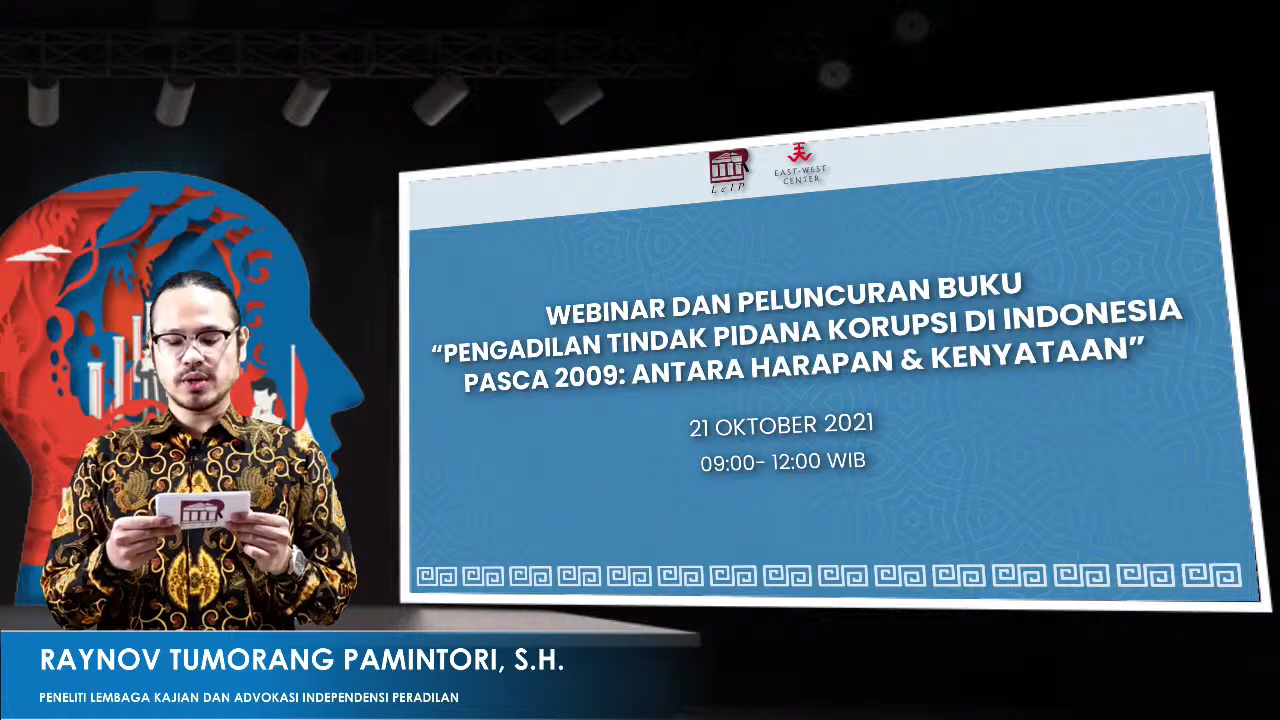 LeIP
EAST-WEST
CENTER
WEBINAR DAN PELUNCURAN BUKU
“PENGADILAN TINDAK PIDANA KORUPSI DI INDONESIA
PASCA 2009: ANTARA HARAPAN & KENYATAAN”
21 OKTOBER 2021
09:00- 12:00 WIB
RAYNOV TUMORANG PAMINTORI, S.H.
PENELITI LEMBAGA KAJIAN DAN ADVOKASI INDEPENDENSI PERADILAN